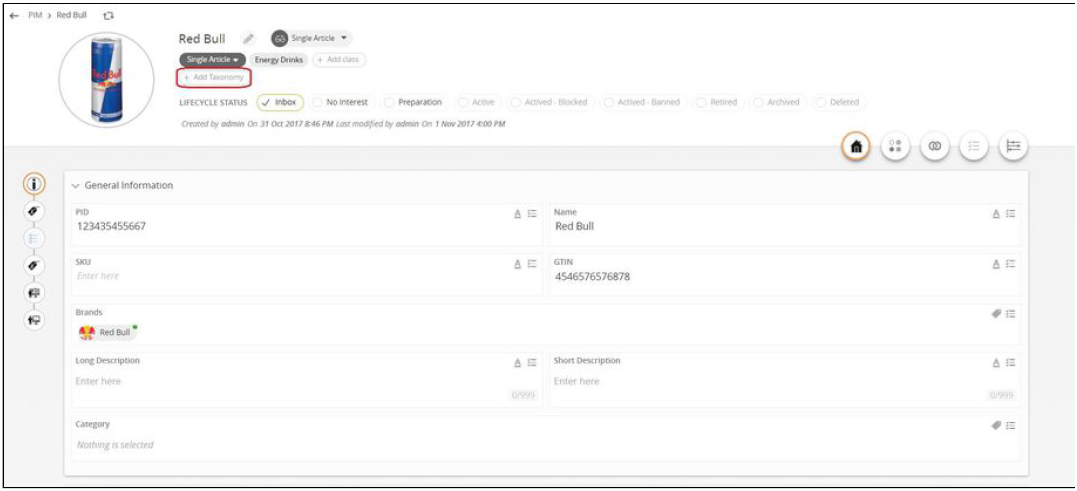 PIM > Red Bull
Red Bull
Single Article
Single Article
Energy Drinks
+ Add class
+ Add Taxonomy
LIFECYCLE STATUS
Inbox
No Interest
Preparation
Active
Actived - Blocked
Actived - Banned
Retired
Archived
Deleted
Created by admin On 31 Oct 2017 8:46 PM Last modified by admin On 1 Nov 2017 4:00 PM
General Information
PID
123435455667
Name
Red Bull
SKU
Enter here
GTIN
4546576576878
Brands
Red Bull
Long Description
Enter here
0/999
Short Description
Enter here
0/999
Category
Nothing is selected